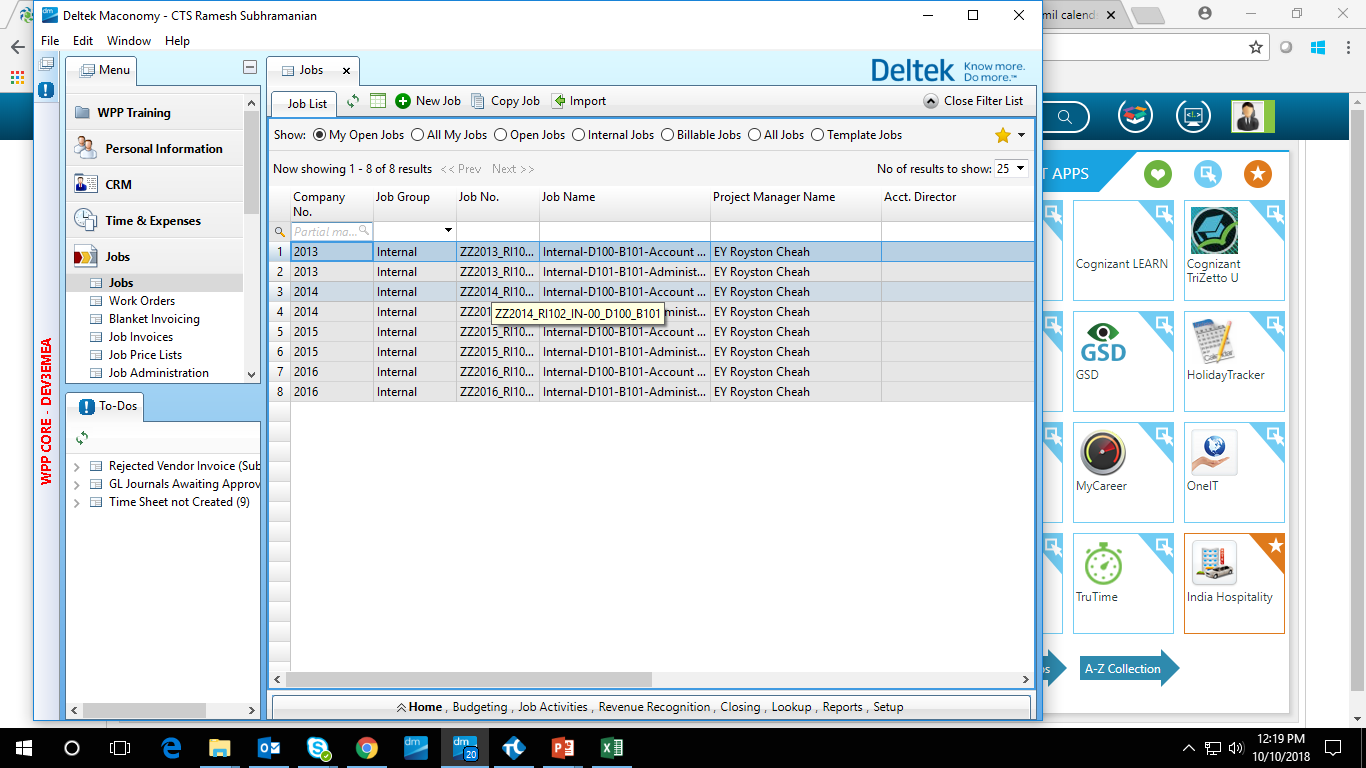 Deltek Maconomy - CTS Ramesh Subhramanian
File Edit Window Help
mil calend
Menu
Jobs
Deltek Know more.
Do more.™
WPP Training
Personal Information
CRM
Time & Expenses
Jobs
Jobs
Work Orders
Blanket Invoicing
Job Invoices
Job Price Lists
Job Administration
WPP CORE - DEV3EMEA
To-Dos
Rejected Vendor Invoice (Sub
GL Journals Awaiting Approv
Time Sheet not Created (9)
Job List New Job Copy Job Import Close Filter List
Show: My Open Jobs All My Jobs Open Jobs Internal Jobs Billable Jobs All Jobs Template Jobs
Now showing 1 - 8 of 8 results << Prev Next >> No of results to show: 25
Company No. Job Group Job No. Job Name Project Manager Name Acct. Director
Partial ma...
1 2013 Internal ZZ2013_RI10... Internal-D100-B101-Account ... EY Royston Cheah
2 2013 Internal ZZ2013_RI10... Internal-D101-B101-Administ... EY Royston Cheah
3 2014 Internal ZZ2014_RI10... Internal-D100-B101-Account ... EY Royston Cheah
4 2014 Internal ZZ201 minist... EY Royston Cheah
ZZ2014_RI102_IN-00_D100_B101
5 2015 Internal ZZ2015_RI10... Internal-D100-B101-Account ... EY Royston Cheah
6 2015 Internal ZZ2015_RI10... Internal-D101-B101-Administ... EY Royston Cheah
7 2016 Internal ZZ2016_RI10... Internal-D100-B101-Account ... EY Royston Cheah
8 2016 Internal ZZ2016_RI10... Internal-D101-B101-Administ... EY Royston Cheah
Home , Budgeting , Job Activities , Revenue Recognition , Closing , Lookup , Reports , Setup
T APPS
Cognizant LEARN
Cognizant
TriZetto U
GSD
GSD
Calendar
HolidayTracker
MyCareer
OneIT
TruTime
India Hospitality
A-Z Collection
dm
dm
20
12:19 PM
10/10/2018